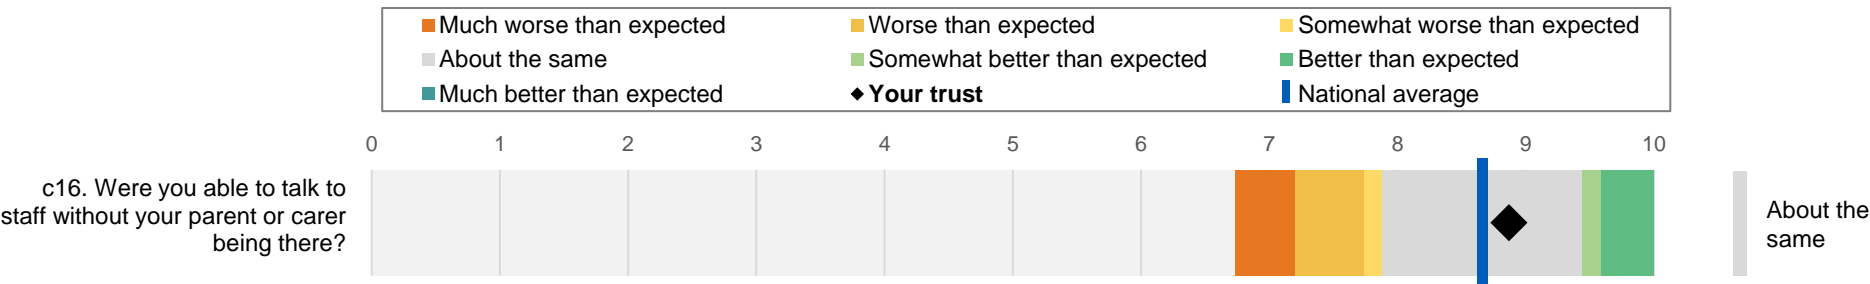 Much worse than expected
Worse than expected
Somewhat worse than expected
About the same
Somewhat better than expected
Better than expected
Much better than expected
Your trust
National average
0 1 2 3 4 5 6 7 8 9 10
c16. Were you able to talk to
staff without your parent or carer
being there?
About the
same